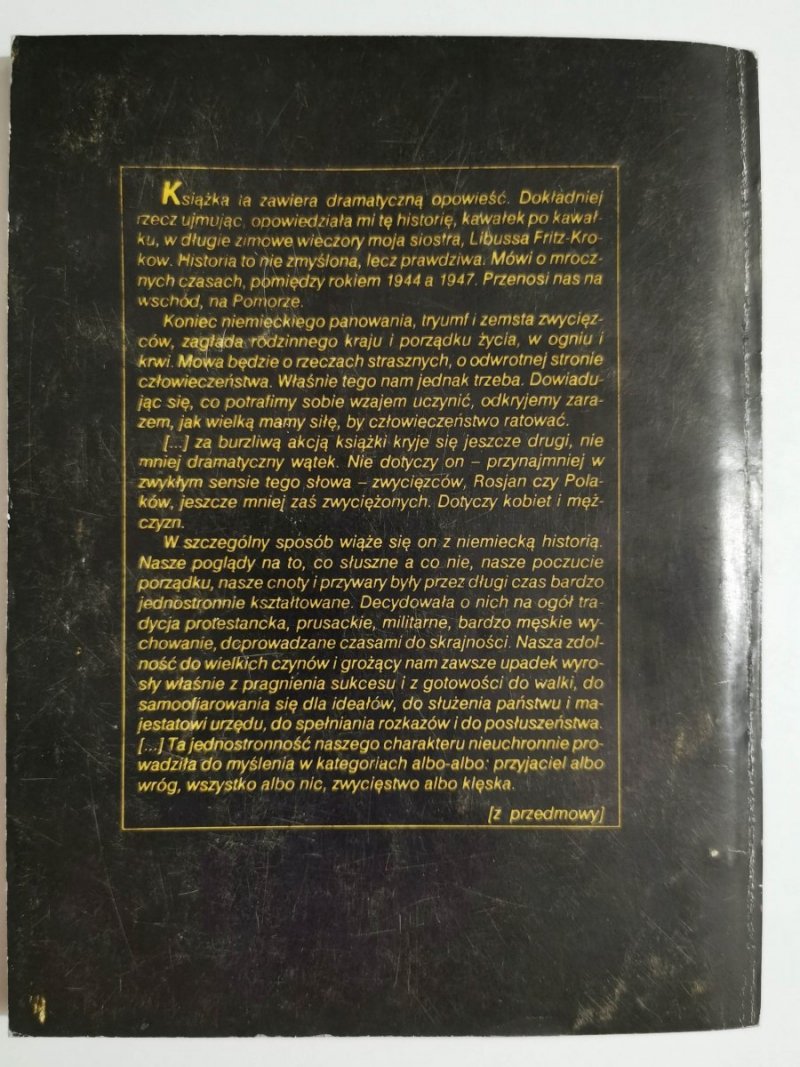 Książka ta zawiera dramatyczną opowieść. Dokładniej
rzecz ujmując, opowiedziała mi tę historię, kawałek po kawał-
ku, w długie zimowe wieczory moja siostra, Libussa Fritz-Kro-
kow. Historia to nie zmyślona, lecz prawdziwa. Mówi o mrocz-
nych czasach, pomiędzy rokiem 1944 a 1947. Przenosi nas na
wschód, na Pomorze.
Koniec niemieckiego panowania, tryumf i zemsta zwycięz-
ców, zagłada rodzinnego kraju i porządku życia, w ogniu i
krwi. Mowa będzie o rzeczach strasznych, o odwrotnej stronie
człowieczeństwa. Właśnie tego nam jednak trzeba. Dowiadu-
jąc się, co potrafimy sobie wzajem uczynić, odkryjemy zara-
zem, jak wielką mamy siłę, by człowieczeństwo ratować.
[...] za burzliwą akcją książki kryje się jeszcze drugi, nie
mniej dramatyczny wątek. Nie dotyczy on – przynajmniej w
zwykłym sensie tego słowa – zwycięzców, Rosjan czy Pola-
ków, jeszcze mniej zaś zwyciężonych. Dotyczy kobiet i męż-
czyzn.
W szczególny sposób wiąże się on z niemiecką historią.
Nasze poglądy na to, co słuszne a co nie, nasze poczucie
porządku, nasze cnoty i przywary były przez długi czas bardzo
jednostronnie kształtowane. Decydowała o nich na ogół tra-
dycja protestancka, prusackie, militarne, bardzo męskie wy-
chowanie, doprowadzane czasami do skrajności. Nasza zdol-
ność do wielkich czynów i grożący nam zawsze upadek wyro-
sły właśnie z pragnienia sukcesu i z gotowości do walki, do
samoofiarowania się dla ideałów, do służenia państwu i ma-
jestatowi urzędu, do spełniania rozkazów i do posłuszeństwa.
[...] Ta jednostronność naszego charakteru nieuchronnie pro-
wadziła do myślenia w kategoriach albo-albo: przyjaciel albo
wróg, wszystko albo nic, zwycięstwo albo klęska.
[z przedmowy]